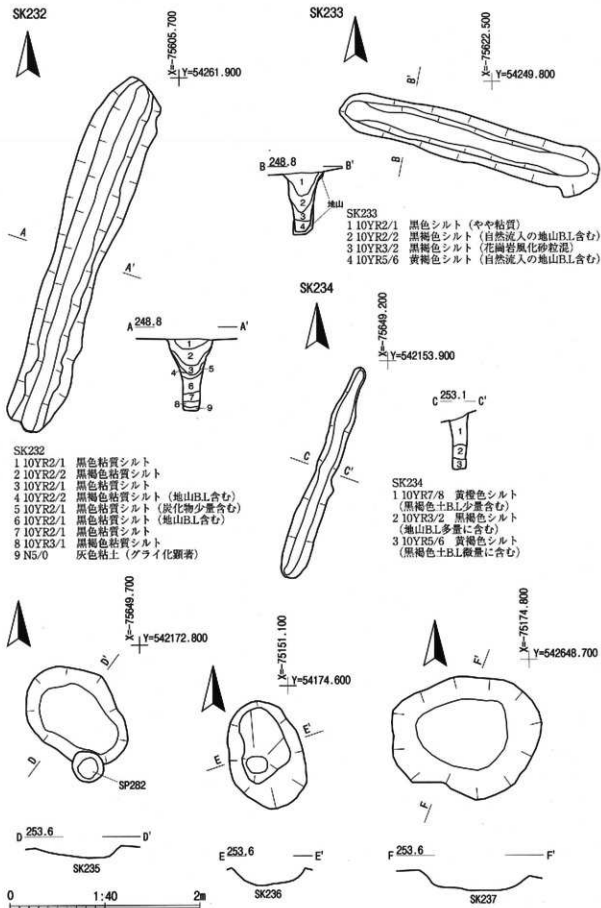 SK232
X=-75605.700
Y=54261.900
A
A'
A 248.8 A'
1
2
3
4
5
6
7
8
9
SK232
1 10YR2/1 黒色粘質シルト
2 10YR2/2 黒褐色粘質シルト
3 10YR2/1 黒色粘質シルト
4 10YR2/2 黒褐色粘質シルト (地山B.L含む)
5 10YR2/1 黒色粘質シルト (炭化物少量含む)
6 10YR2/1 黒色粘質シルト (地山B.L含む)
7 10YR2/1 黒色粘質シルト
8 10YR3/1 黒褐色粘質シルト
9 N5/0 灰色粘土 (グライ化顕著)
SK233
X=-75622.500
Y=54249.800
B'
B
B 248.8 B'
1
2
3
4
地山
SK233
1 10YR2/1 黒色シルト (やや粘質)
2 10YR2/2 黒褐色シルト (自然流入の地山B.L含む)
3 10YR3/2 黒褐色シルト (花崗岩風化砂粒混)
4 10YR5/6 黄褐色シルト (自然流入の地山B.L含む)
SK234
X=-75649.200
Y=542153.900
C
C'
C 253.1 C'
1
2
3
SK234
1 10YR7/8 黄橙色シルト
(黒褐色土B.L少量含む)
2 10YR3/2 黒褐色シルト
(地山B.L多量に含む)
3 10YR5/6 黄褐色シルト
(黒褐色土B.L微量に含む)
X=-75649.700
Y=542172.800
D'
D
SP282
D 253.6 D'
SK235
X=-75151.100
Y=54174.600
E'
E
E 253.6 E'
SK236
X=-75174.800
Y=542648.700
F'
F
F 253.6 F'
SK237
0 1:40 2m